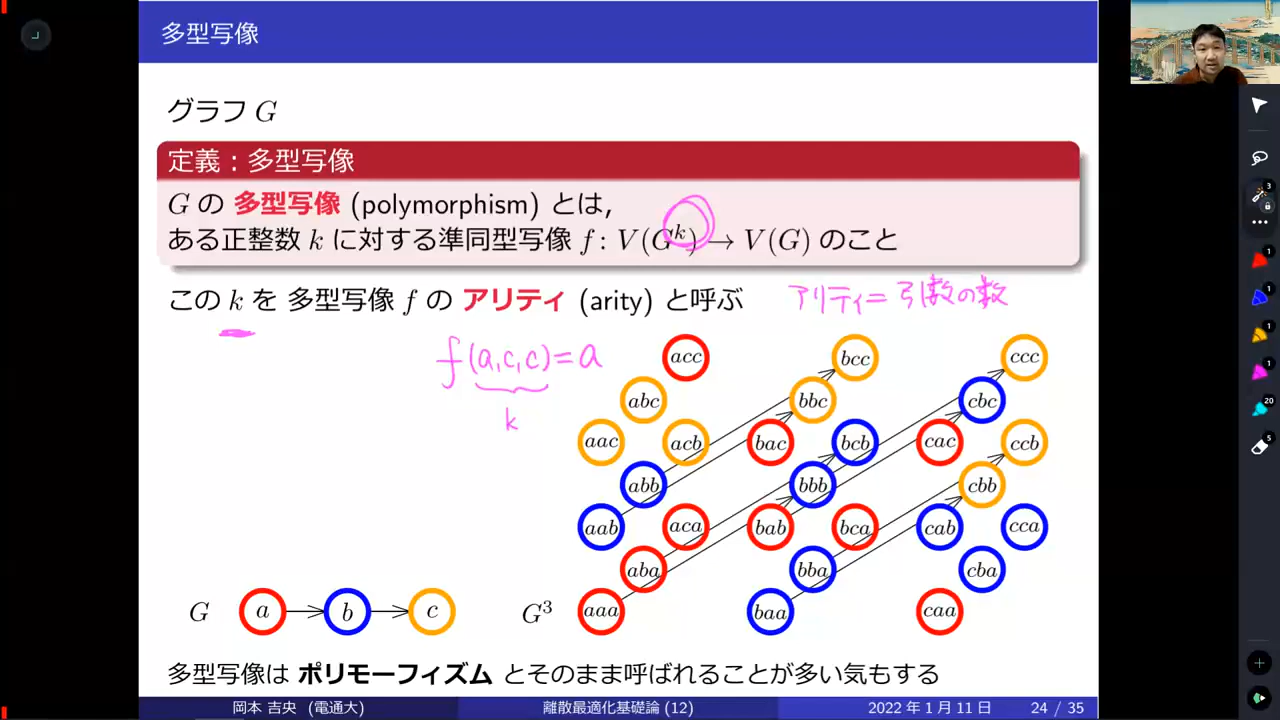 多型写像
グラフ G
定義：多型写像
G の 多型写像 (polymorphism) とは,
ある正整数 k に対する準同型写像 f : V(G^k) → V(G) のこと
この k を 多型写像 f の アリティ (arity) と呼ぶ
アリティ = 引数の数
f(a,c,c) = a
k
acc bcc ccc
abc bbc cbc
aac acb bac bcb cac ccb
abb bbb cbb
aab aca bab bca cab cca
aba bba cba
G a b c
G^3 aaa baa caa
多型写像は ポリモーフィズム とそのまま呼ばれることが多い気もする
岡本 吉央 (電通大) 離散最適化基礎論 (12) 2022 年 1 月 11 日 24 / 35
3
1
1
1
1
20
5